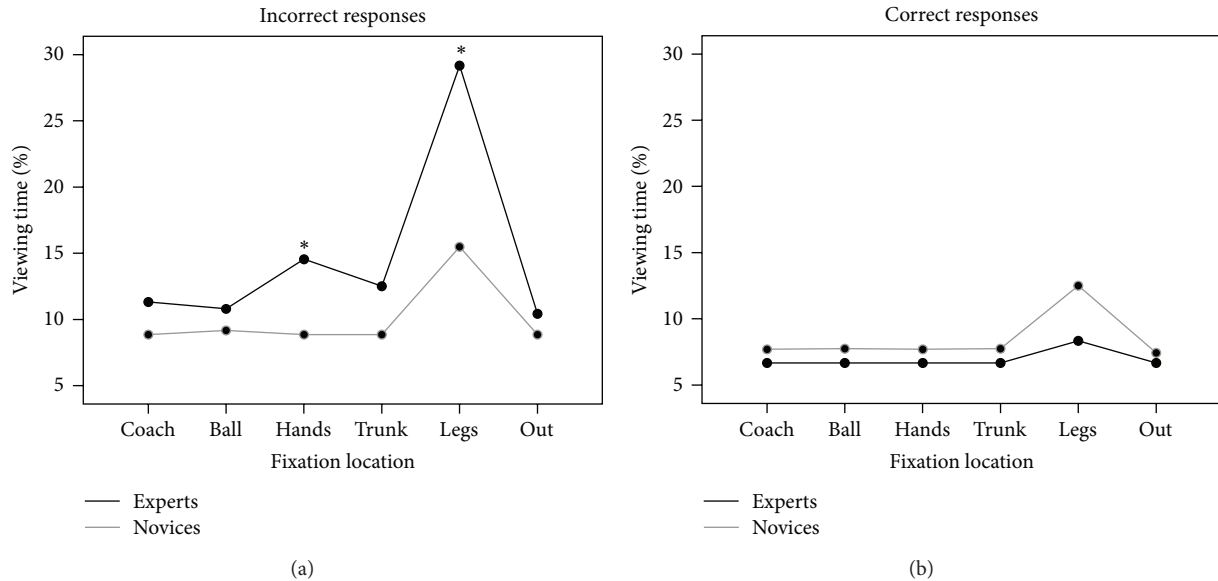 Incorrect responses
30
25
20
15
10
5
Viewing time (%)
*
*
Coach Ball Hands Trunk Legs Out
Fixation location
Experts
Novices
(a)
Correct responses
30
25
20
15
10
5
Viewing time (%)
Coach Ball Hands Trunk Legs Out
Fixation location
Experts
Novices
(b)